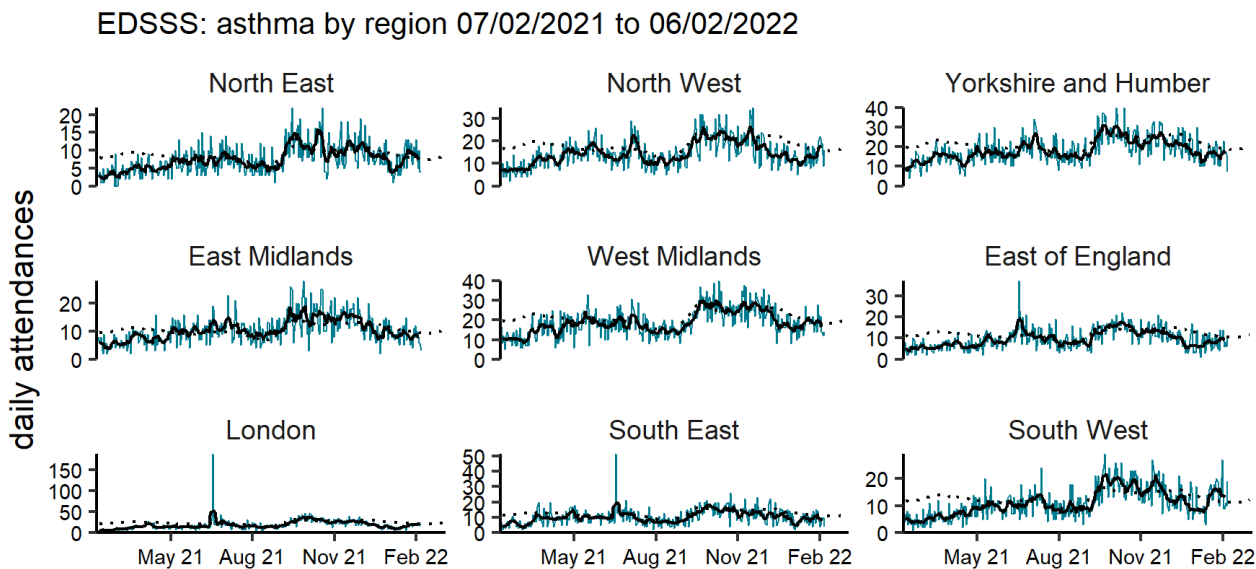 EDSSS: asthma by region 07/02/2021 to 06/02/2022
daily attendances
North East
20
15
10
5
0
North West
30
20
10
0
Yorkshire and Humber
40
30
20
10
0
East Midlands
20
10
0
West Midlands
40
30
20
10
0
East of England
30
20
10
0
London
150
100
50
0
May 21 Aug 21 Nov 21 Feb 22
South East
50
40
30
20
10
0
May 21 Aug 21 Nov 21 Feb 22
South West
20
10
0
May 21 Aug 21 Nov 21 Feb 22